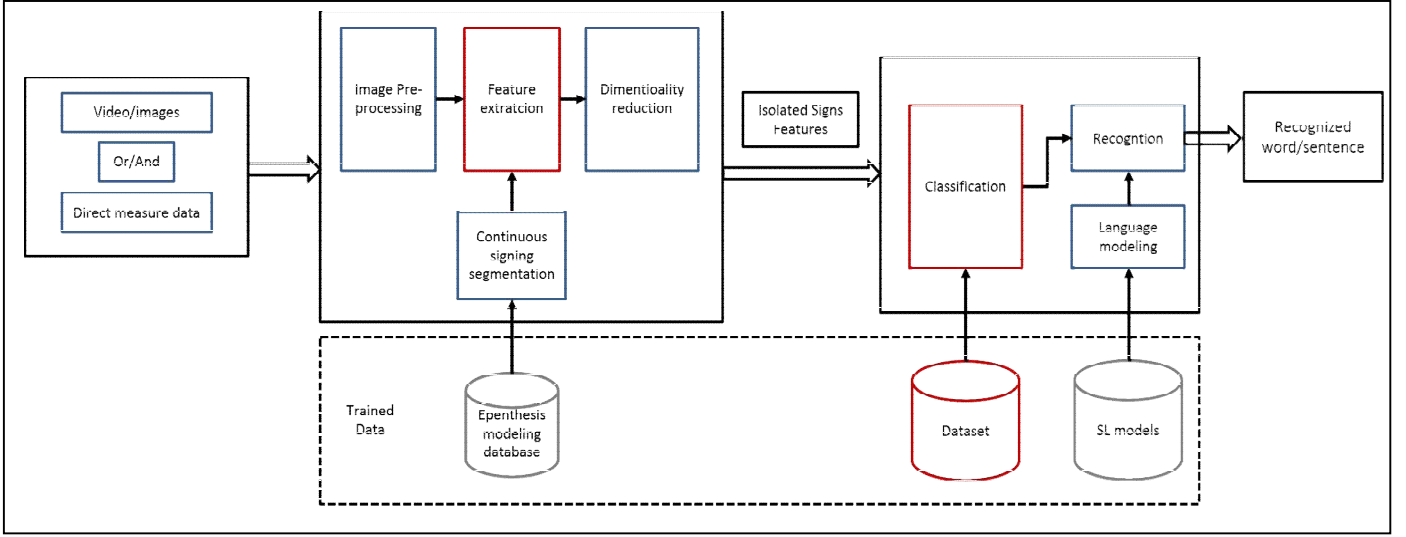 Video/images
Or/And
Direct measure data
Image Pre-
processing
Feature
extratcion
Dimentioality
reduction
Continuous
signing
segmentation
Isolated Signs
Features
Classification
Recogntion
Language
modeling
Recognized
word/sentence
Trained
Data
Epenthesis
modeling
database
Dataset
SL models